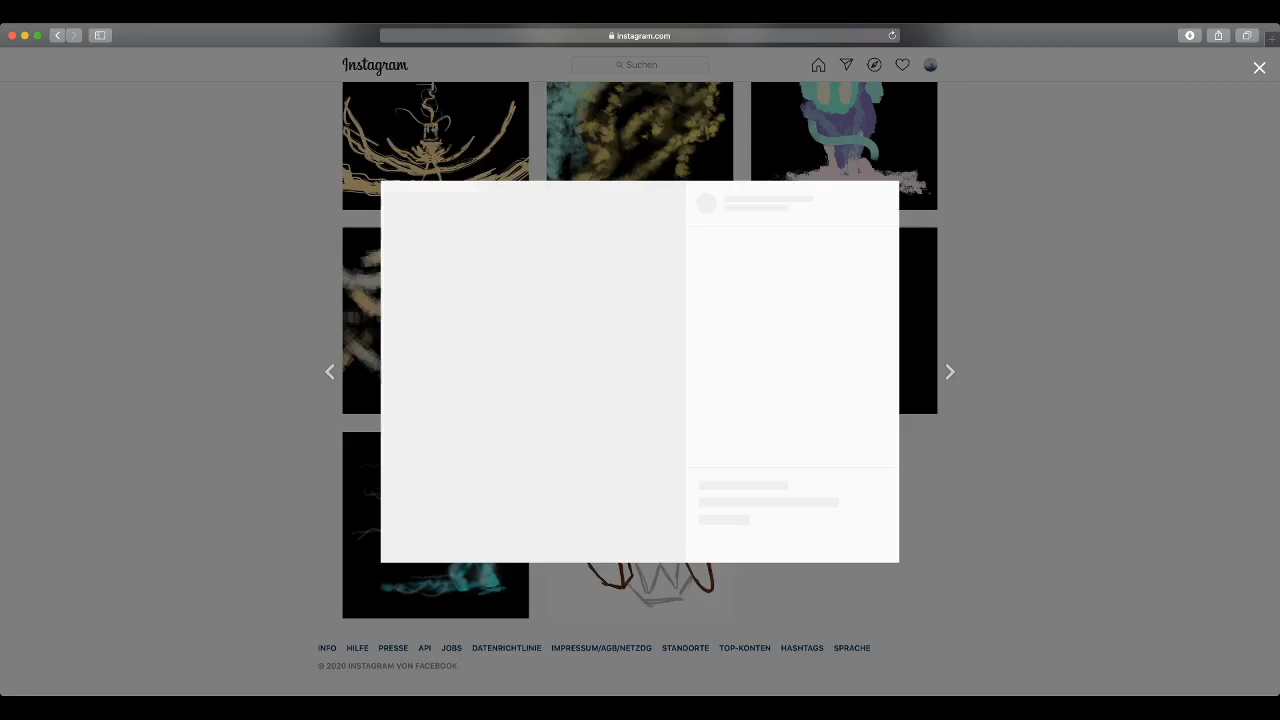 instagram.com
Instagram
Suchen
INFO HILFE PRESSE API JOBS DATENRICHTLINIE IMPRESSUM/AGB/NETZDG STANDORTE TOP-KONTEN HASHTAGS SPRACHE
© 2020 INSTAGRAM VON FACEBOOK